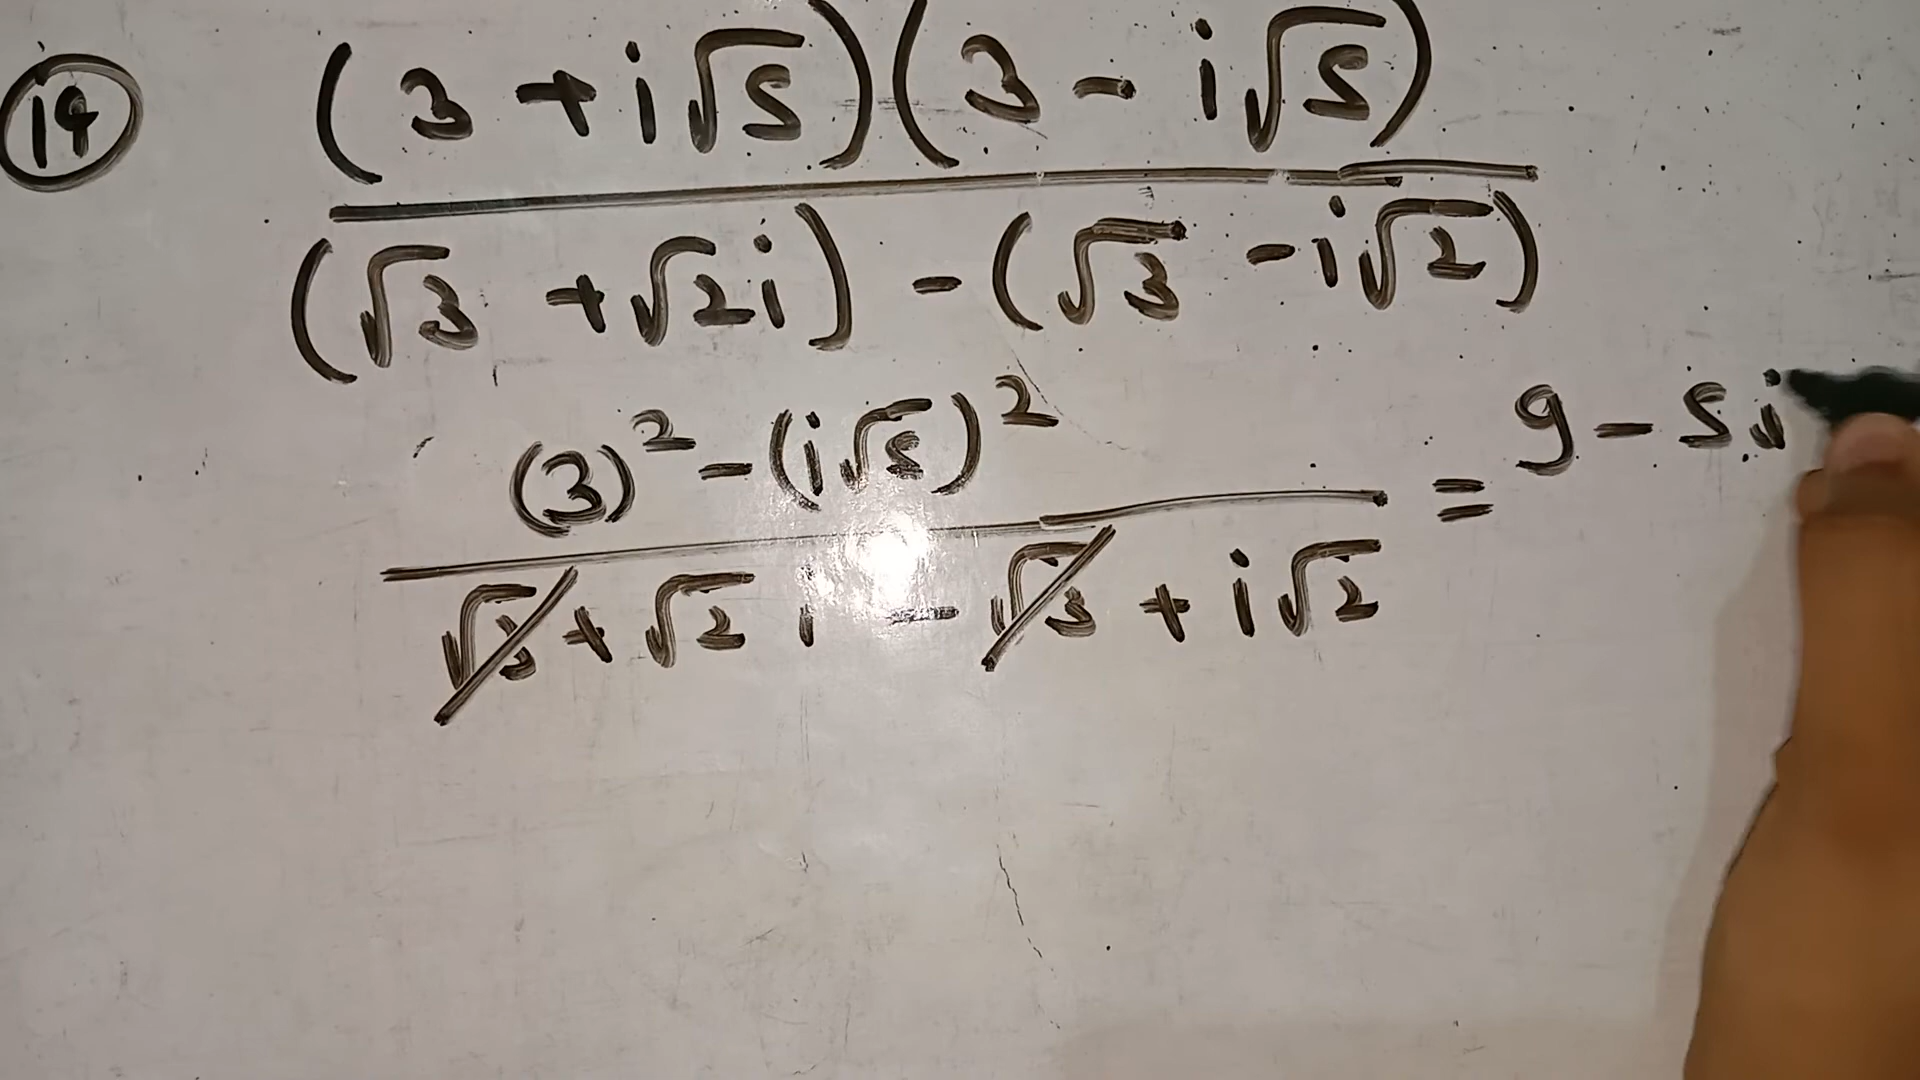 14
(3 + i√5)(3 - i√5)
(√3 + √2i) - (√3 - i√2)
(3)² - (i√5)²
= 9 - 5i
√3 + √2 i - √3 + i√2